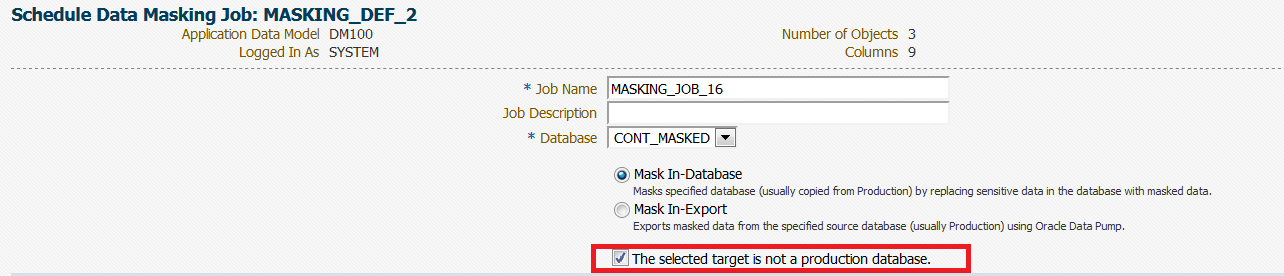 Schedule Data Masking Job: MASKING_DEF_2
Application Data Model DM100 Number of Objects 3
Logged In As SYSTEM Columns 9
* Job Name MASKING_JOB_16
Job Description
* Database CONT_MASKED
Mask In-Database
Masks specified database (usually copied from Production) by replacing sensitive data in the database with masked data.
Mask In-Export
Exports masked data from the specified source database (usually Production) using Oracle Data Pump.
The selected target is not a production database.